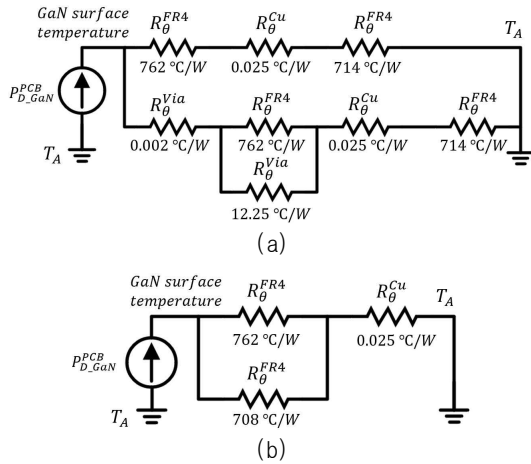 GaN surface
temperature
R_θ^FR4 R_θ^Cu R_θ^FR4 T_A
762 °C/W 0.025 °C/W 714 °C/W
P_D_GaN^PCB
R_θ^Via R_θ^FR4 R_θ^Cu R_θ^FR4
T_A 0.002 °C/W 762 °C/W 0.025 °C/W 714 °C/W
R_θ^Via
12.25 °C/W
(a)
GaN surface
temperature
R_θ^FR4 R_θ^Cu T_A
762 °C/W 0.025 °C/W
P_D_GaN^PCB
R_θ^FR4
T_A 708 °C/W
(b)